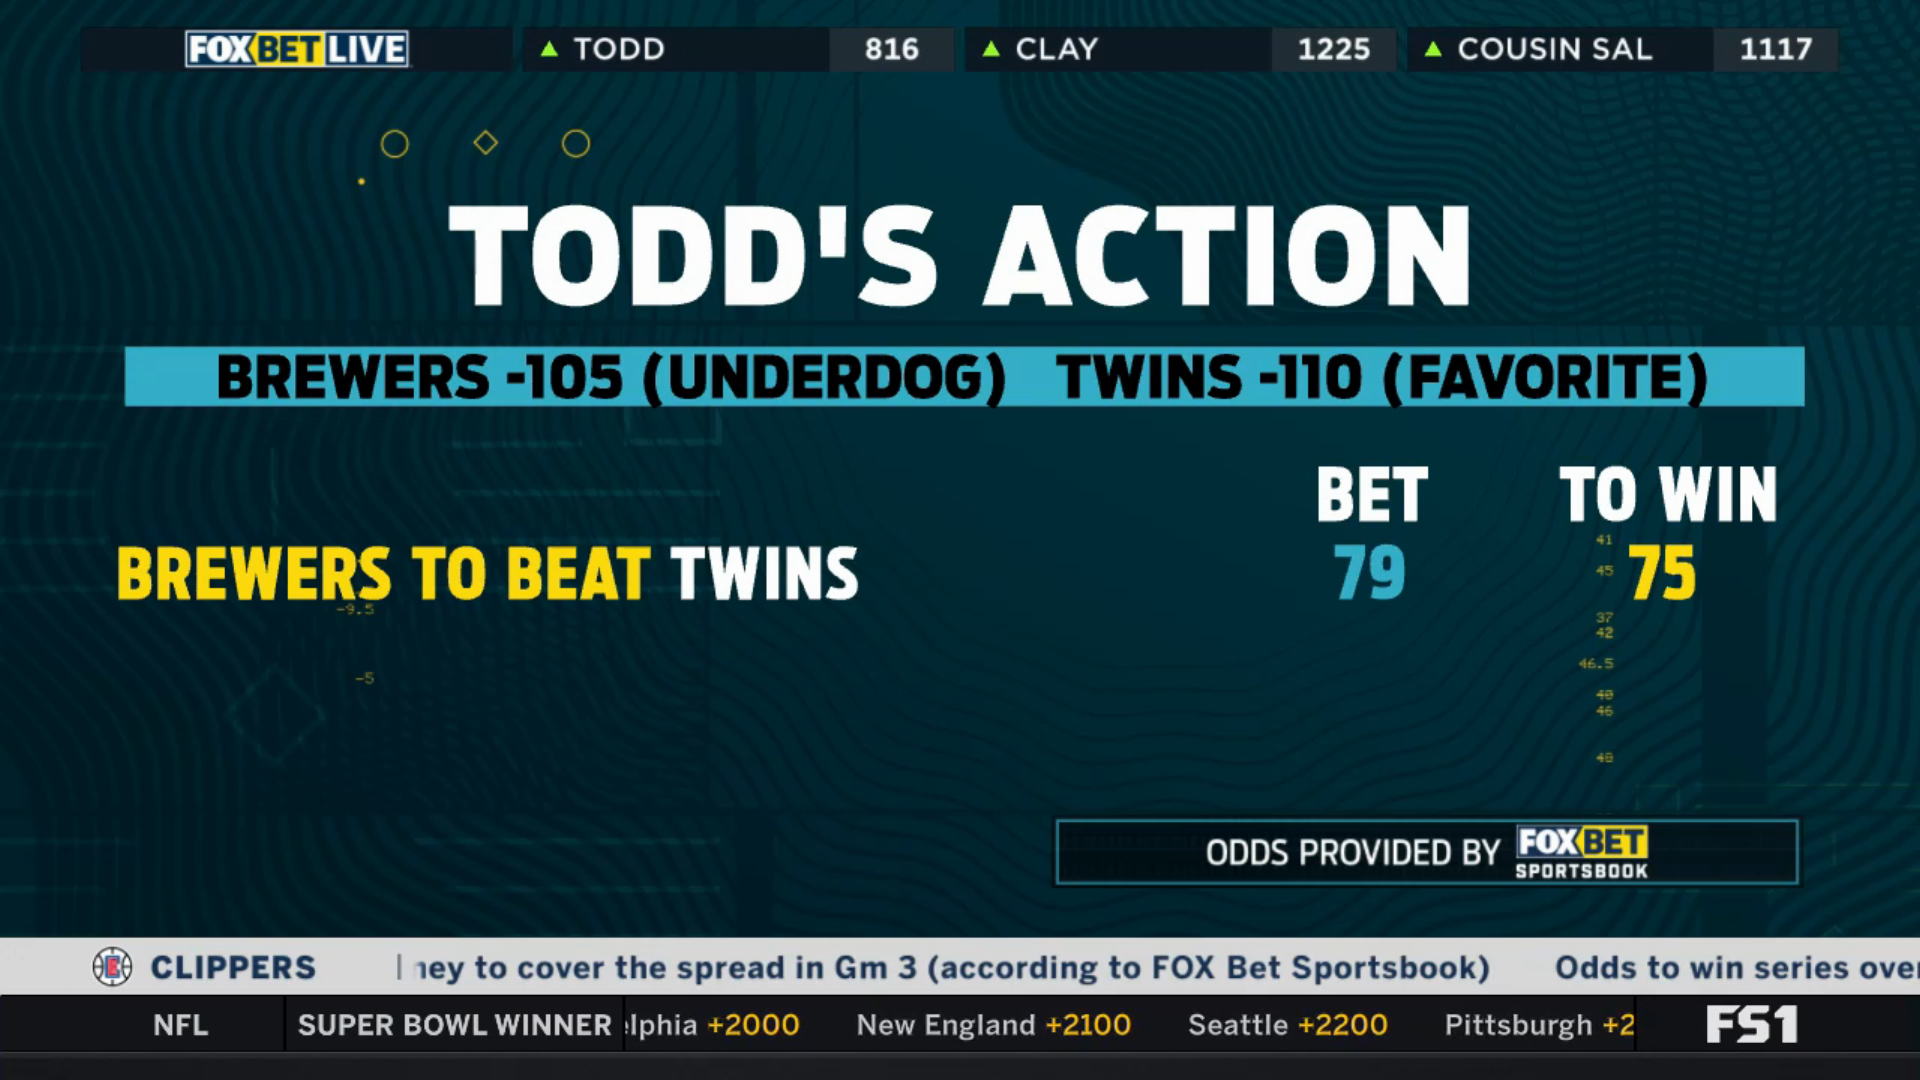 FOX BET LIVE ▲ TODD 816 ▲ CLAY 1225 ▲ COUSIN SAL 1117
TODD'S ACTION
BREWERS -105 (UNDERDOG) TWINS -110 (FAVORITE)
BET TO WIN
BREWERS TO BEAT TWINS 79 75
41
45
-9.5
37
42
46.5
-5
46
ODDS PROVIDED BY FOX BET SPORTSBOOK
CLIPPERS ney to cover the spread in Gm 3 (according to FOX Bet Sportsbook) Odds to win series over
NFL SUPER BOWL WINNER lphia +2000 New England +2100 Seattle +2200 Pittsburgh +2 FS1